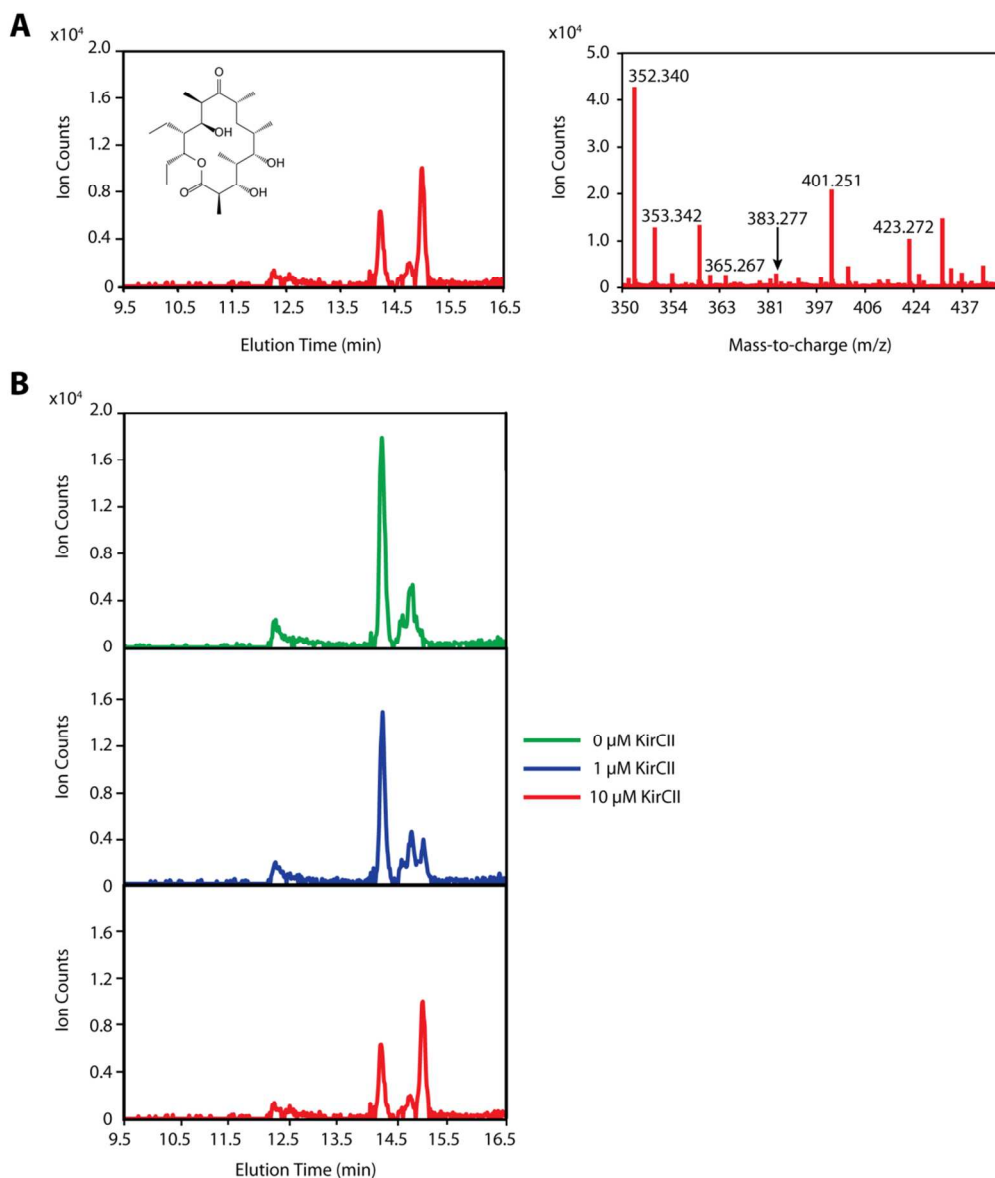 A
x10⁴
2.0
1.6
1.2
0.8
0.4
0
Ion Counts
9.5 10.5 11.5 12.5 13.5 14.5 15.5 16.5
Elution Time (min)
O
OH
OH
O
O
OH
x10⁴
5.0
4.0
3.0
2.0
1.0
0
Ion Counts
352.340
353.342
365.267
383.277
401.251
423.272
350 354 363 381 397 406 424 437
Mass-to-charge (m/z)
B
x10⁴
2.0
1.6
1.2
0.8
0.4
0
Ion Counts
1.6
1.2
0.8
0.4
0
Ion Counts
0 µM KirCII
1 µM KirCII
10 µM KirCII
1.6
1.2
0.8
0.4
0
Ion Counts
9.5 10.5 11.5 12.5 13.5 14.5 15.5 16.5
Elution Time (min)